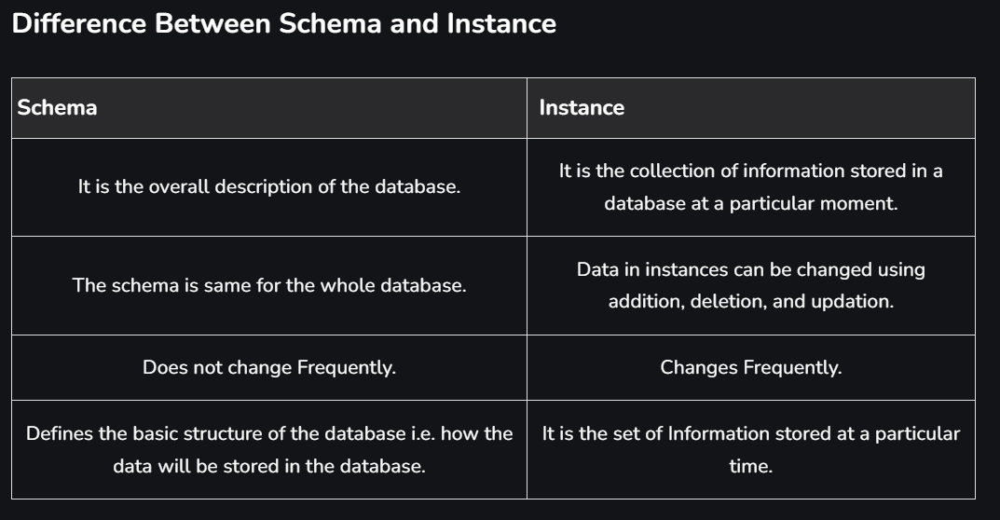 Difference Between Schema and Instance
Schema
Instance
It is the overall description of the database.
It is the collection of information stored in a
database at a particular moment.
The schema is same for the whole database.
Data in instances can be changed using
addition, deletion, and updation.
Does not change Frequently.
Changes Frequently.
Defines the basic structure of the database i.e. how the
data will be stored in the database.
It is the set of Information stored at a particular
time.